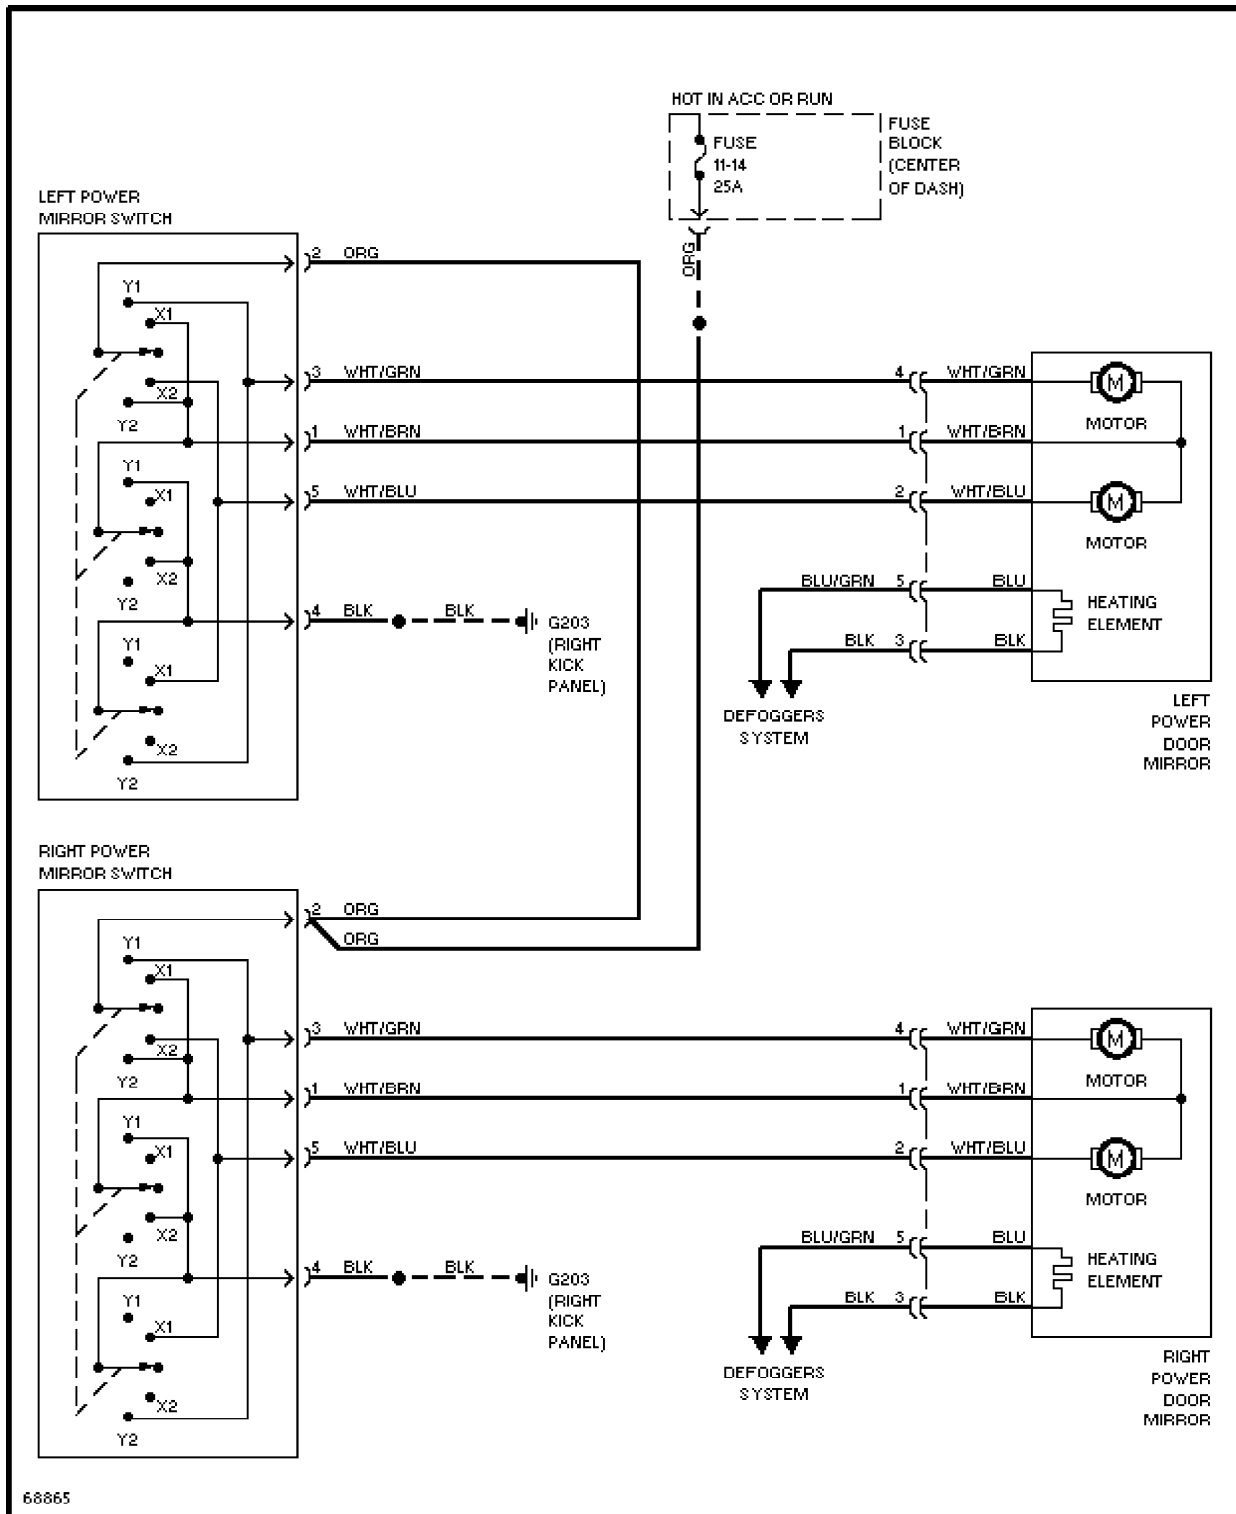 HOT IN ACC OR RUN
FUSE
11-14
25A
FUSE
BLOCK
(CENTER
OF DASH)
ORG
LEFT POWER
MIRROR SWITCH
2 ORG
Y1
X1
X2
Y2
3 WHT/GRN 4 WHT/GRN
1 WHT/BRN 1 WHT/BRN
5 WHT/BLU 2 WHT/BLU
MOTOR
M
M
MOTOR
Y1
X1
X2
Y2
BLU/GRN 5 BLU
BLK 3 BLK
HEATING
ELEMENT
4 BLK BLK
G203
(RIGHT
KICK
PANEL)
Y1
X1
X2
Y2
DEFOGGERS
SYSTEM
LEFT
POWER
DOOR
MIRROR
RIGHT POWER
MIRROR SWITCH
2 ORG
ORG
Y1
X1
X2
Y2
3 WHT/GRN 4 WHT/GRN
1 WHT/BRN 1 WHT/BRN
5 WHT/BLU 2 WHT/BLU
M
MOTOR
M
MOTOR
Y1
X1
X2
Y2
BLU/GRN 5 BLU
BLK 3 BLK
HEATING
ELEMENT
4 BLK BLK
G203
(RIGHT
KICK
PANEL)
Y1
X1
X2
Y2
DEFOGGERS
SYSTEM
RIGHT
POWER
DOOR
MIRROR
68865